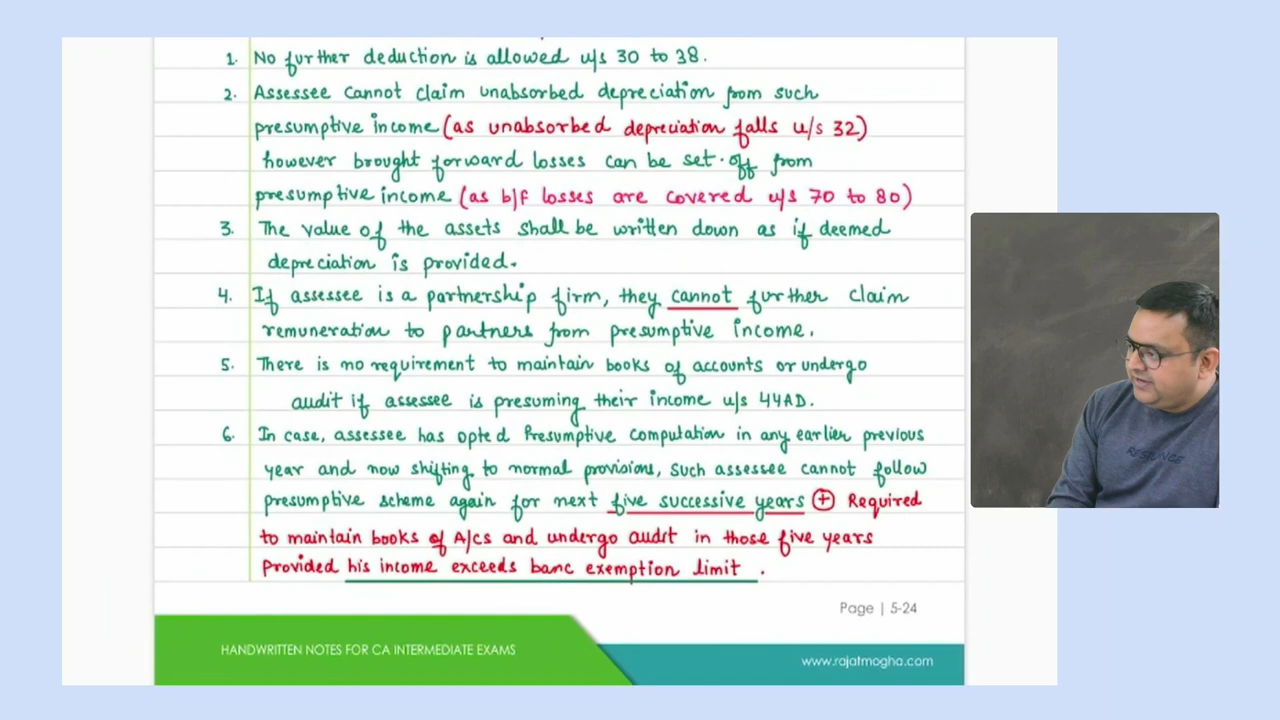 1. No further deduction is allowed u/s 30 to 38.
2. Assessee cannot claim unabsorbed depreciation from such
presumptive income (as unabsorbed depreciation falls u/s 32)
however brought forward losses can be set-off from
presumptive income (as b/F losses are covered u/s 70 to 80)
3. The value of the assets shall be written down as if deemed
depreciation is provided.
4. If assessee is a partnership firm, they cannot further claim
remuneration to partners from presumptive income.
5. There is no requirement to maintain books of accounts or undergo
audit if assessee is presuming their income u/s 44AD.
6. In case, assessee has opted Presumptive Computation in any earlier previous
year and now shifting to normal provisions, such assessee cannot follow
presumptive scheme again for next five successive years + Required
to maintain books of A/cs and undergo audit in those five years
Provided his income exceeds banc exemption limit.
Page | 5-24
HANDWRITTEN NOTES FOR CA INTERMEDIATE EXAMS
www.rajatmogha.com